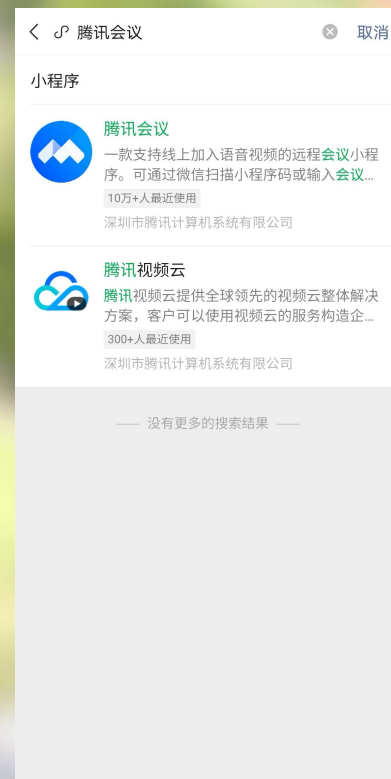 腾讯会议
取消
小程序
腾讯会议
一款支持线上加入语音视频的远程会议小程
序。可通过微信扫描小程序码或输入会议...
10万+人最近使用
深圳市腾讯计算机系统有限公司
腾讯视频云
腾讯视频云提供全球领先的视频云整体解决
方案，客户可以使用视频云的服务构造企...
300+人最近使用
深圳市腾讯计算机系统有限公司
没有更多的搜索结果